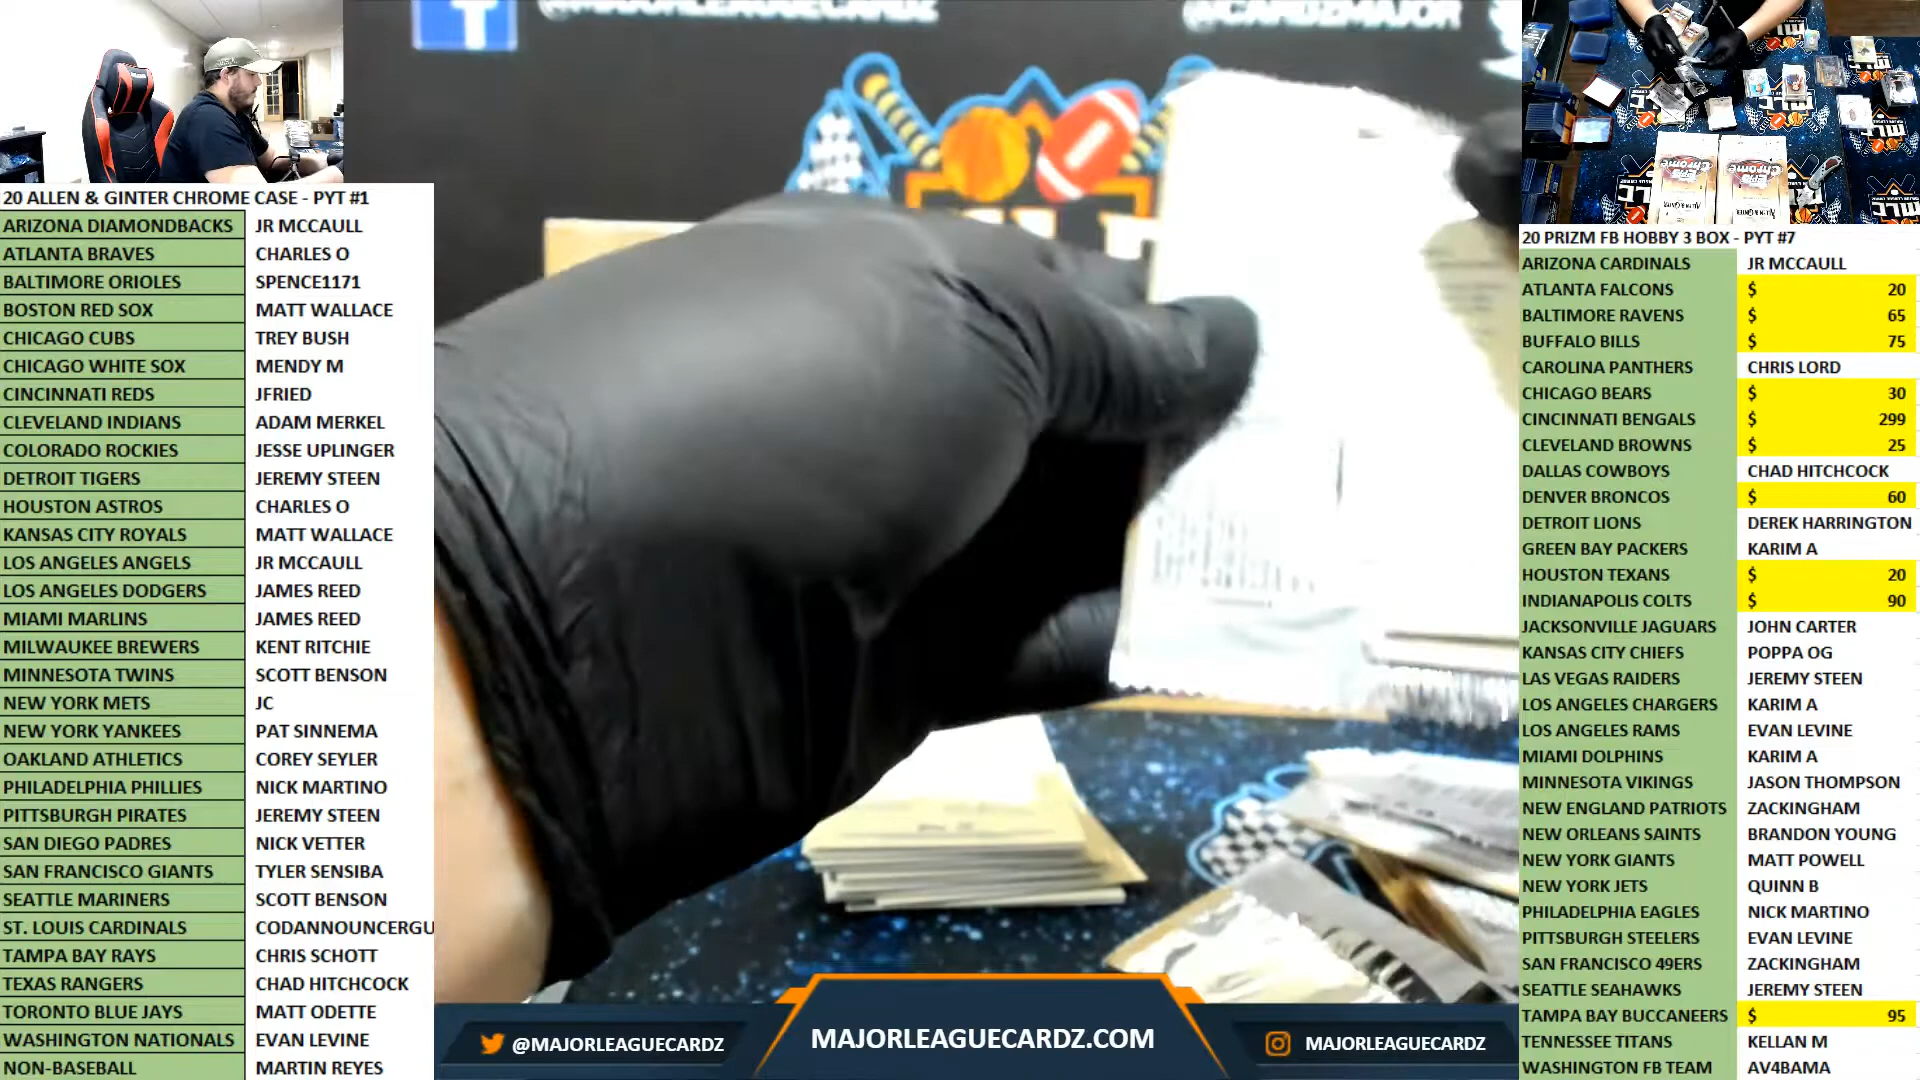 @MAJORLEAGUECARDZ
@CARDZMAJOR
20 ALLEN & GINTER CHROME CASE - PYT #1
ARIZONA DIAMONDBACKS JR MCCAULL
ATLANTA BRAVES CHARLES O
BALTIMORE ORIOLES SPENCE1171
BOSTON RED SOX MATT WALLACE
CHICAGO CUBS TREY BUSH
CHICAGO WHITE SOX MENDY M
CINCINNATI REDS JFRIED
CLEVELAND INDIANS ADAM MERKEL
COLORADO ROCKIES JESSE UPLINGER
DETROIT TIGERS JEREMY STEEN
HOUSTON ASTROS CHARLES O
KANSAS CITY ROYALS MATT WALLACE
LOS ANGELES ANGELS JR MCCAULL
LOS ANGELES DODGERS JAMES REED
MIAMI MARLINS JAMES REED
MILWAUKEE BREWERS KENT RITCHIE
MINNESOTA TWINS SCOTT BENSON
NEW YORK METS JC
NEW YORK YANKEES PAT SINNEMA
OAKLAND ATHLETICS COREY SEYLER
PHILADELPHIA PHILLIES NICK MARTINO
PITTSBURGH PIRATES JEREMY STEEN
SAN DIEGO PADRES NICK VETTER
SAN FRANCISCO GIANTS TYLER SENSIBA
SEATTLE MARINERS SCOTT BENSON
ST. LOUIS CARDINALS CODANNOUNCERGU
TAMPA BAY RAYS CHRIS SCHOTT
TEXAS RANGERS CHAD HITCHCOCK
TORONTO BLUE JAYS MATT ODETTE
WASHINGTON NATIONALS EVAN LEVINE
NON-BASEBALL MARTIN REYES
20 PRIZM FB HOBBY 3 BOX - PYT #7
ARIZONA CARDINALS JR MCCAULL
ATLANTA FALCONS $ 20
BALTIMORE RAVENS $ 65
BUFFALO BILLS $ 75
CAROLINA PANTHERS CHRIS LORD
CHICAGO BEARS $ 30
CINCINNATI BENGALS $ 299
CLEVELAND BROWNS $ 25
DALLAS COWBOYS CHAD HITCHCOCK
DENVER BRONCOS $ 60
DETROIT LIONS DEREK HARRINGTON
GREEN BAY PACKERS KARIM A
HOUSTON TEXANS $ 20
INDIANAPOLIS COLTS $ 90
JACKSONVILLE JAGUARS JOHN CARTER
KANSAS CITY CHIEFS POPPA OG
LAS VEGAS RAIDERS JEREMY STEEN
LOS ANGELES CHARGERS KARIM A
LOS ANGELES RAMS EVAN LEVINE
MIAMI DOLPHINS KARIM A
MINNESOTA VIKINGS JASON THOMPSON
NEW ENGLAND PATRIOTS ZACKINGHAM
NEW ORLEANS SAINTS BRANDON YOUNG
NEW YORK GIANTS MATT POWELL
NEW YORK JETS QUINN B
PHILADELPHIA EAGLES NICK MARTINO
PITTSBURGH STEELERS EVAN LEVINE
SAN FRANCISCO 49ERS ZACKINGHAM
SEATTLE SEAHAWKS JEREMY STEEN
TAMPA BAY BUCCANEERS $ 95
TENNESSEE TITANS KELLAN M
WASHINGTON FB TEAM AV4BAMA
@MAJORLEAGUECARDZ
MAJORLEAGUECARDZ.COM
MAJORLEAGUECARDZ